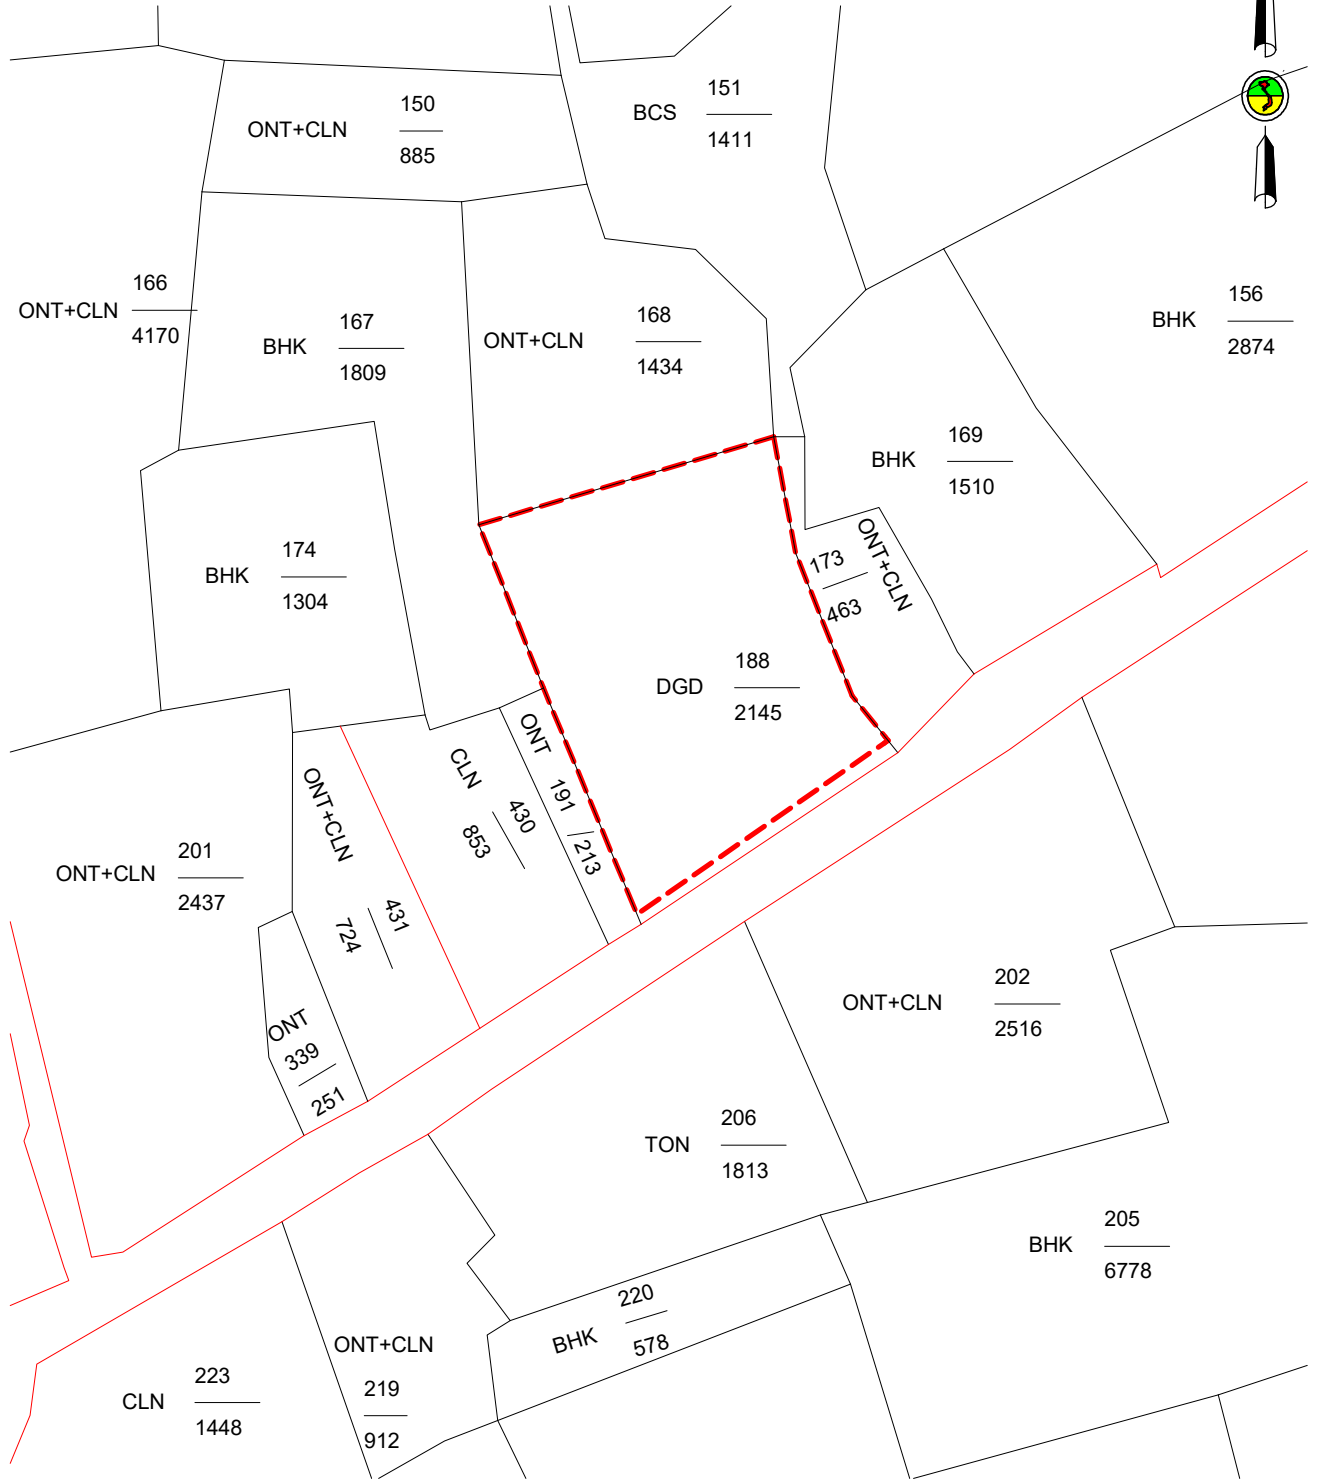 ONT+CLN
150
885
BCS
151
1411
ONT+CLN
166
4170
BHK
167
1809
ONT+CLN
168
1434
BHK
156
2874
BHK
169
1510
BHK
174
1304
ONT+CLN
173
463
DGD
188
2145
ONT
191
213
CLN
430
853
ONT+CLN
431
724
ONT+CLN
201
2437
ONT
339
251
ONT+CLN
202
2516
TON
206
1813
BHK
205
6778
BHK
220
578
ONT+CLN
219
912
CLN
223
1448